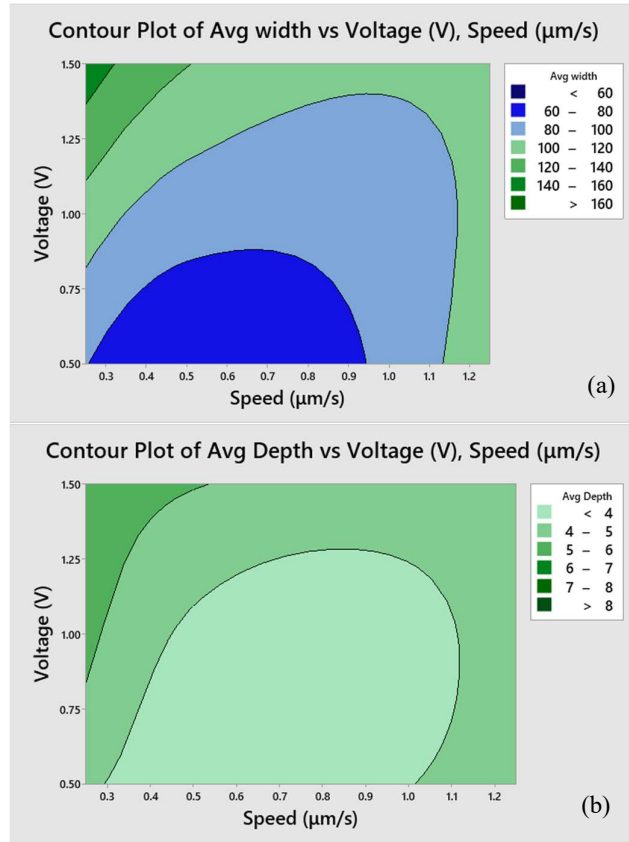 Contour Plot of Avg width vs Voltage (V), Speed (µm/s)
Voltage (V)
1.50
1.25
1.00
0.75
0.50
0.3 0.4 0.5 0.6 0.7 0.8 0.9 1.0 1.1 1.2
Speed (µm/s)
Avg width
< 60
60 – 80
80 – 100
100 – 120
120 – 140
140 – 160
> 160
(a)
Contour Plot of Avg Depth vs Voltage (V), Speed (µm/s)
Voltage (V)
1.50
1.25
1.00
0.75
0.50
0.3 0.4 0.5 0.6 0.7 0.8 0.9 1.0 1.1 1.2
Speed (µm/s)
Avg Depth
< 4
4 – 5
5 – 6
6 – 7
7 – 8
> 8
(b)